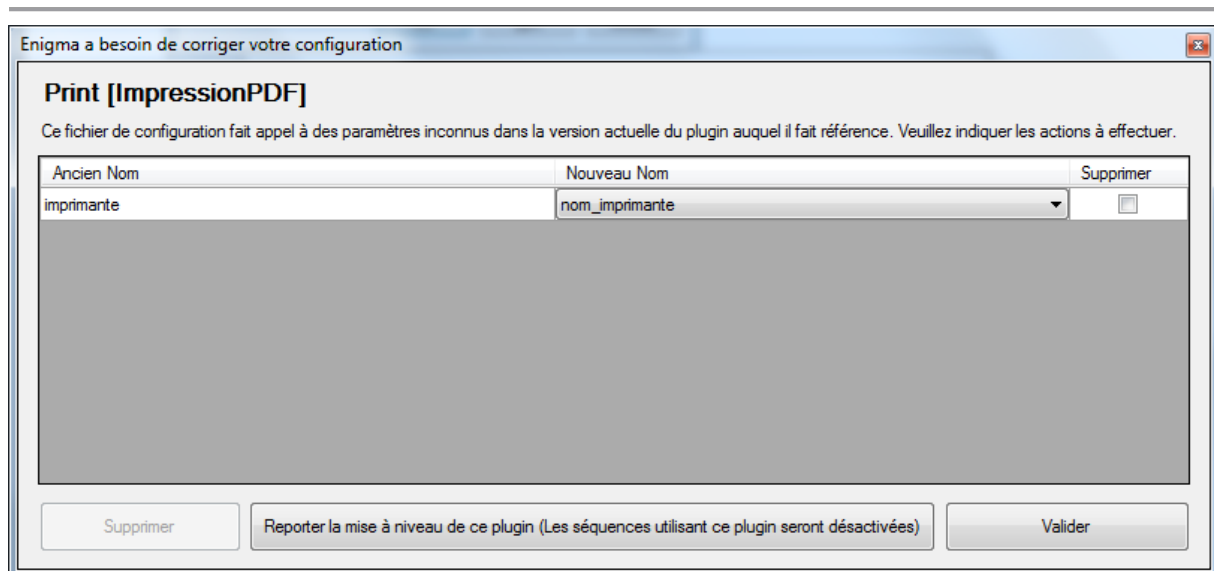 Enigma a besoin de corriger votre configuration
Print [ImpressionPDF]
Ce fichier de configuration fait appel à des paramètres inconnus dans la version actuelle du plugin auquel il fait référence. Veuillez indiquer les actions à effectuer.
Ancien Nom Nouveau Nom Supprimer
imprimante nom_imprimante
Supprimer Reporter la mise à niveau de ce plugin (Les séquences utilisant ce plugin seront désactivées) Valider